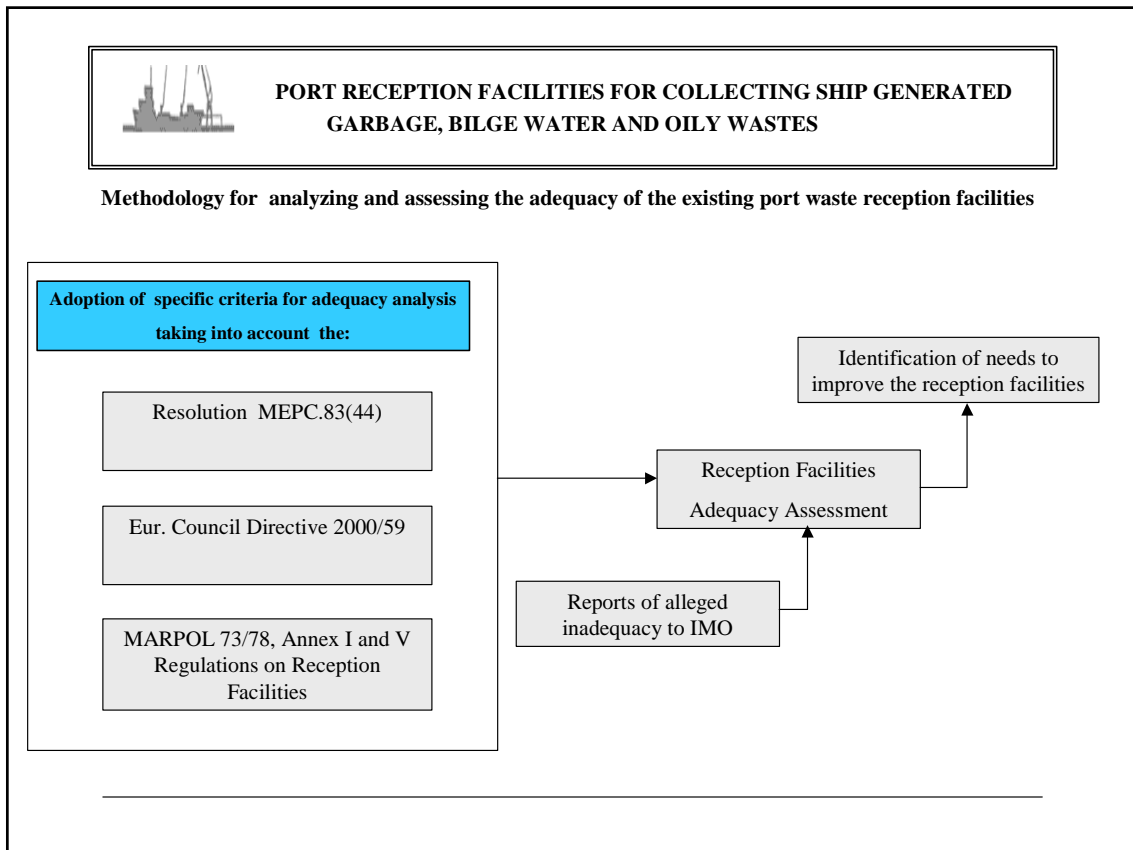 PORT RECEPTION FACILITIES FOR COLLECTING SHIP GENERATED
GARBAGE, BILGE WATER AND OILY WASTES
Methodology for analyzing and assessing the adequacy of the existing port waste reception facilities
Adoption of specific criteria for adequacy analysis
taking into account the:
Resolution MEPC.83(44)
Eur. Council Directive 2000/59
MARPOL 73/78, Annex I and V
Regulations on Reception
Facilities
Reception Facilities
Adequacy Assessment
Reports of alleged
inadequacy to IMO
Identification of needs to
improve the reception facilities